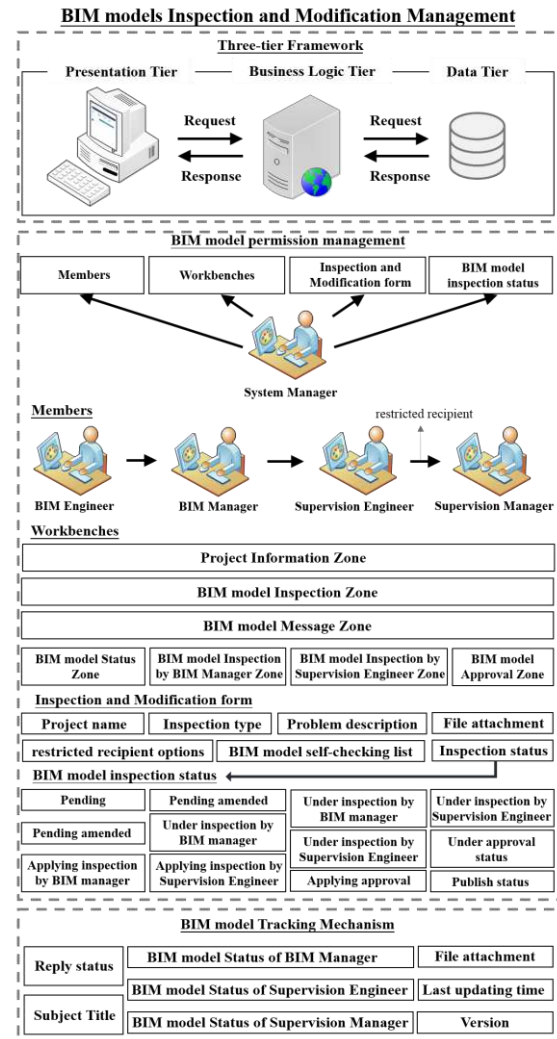 BIM models Inspection and Modification Management
Three-tier Framework
Presentation Tier
Business Logic Tier
Data Tier
Request
Response
Request
Response
BIM model permission management
Members
Workbenches
Inspection and
Modification form
BIM model
inspection status
System Manager
Members
restricted recipient
BIM Engineer
BIM Manager
Supervision Engineer
Supervision Manager
Workbenches
Project Information Zone
BIM model Inspection Zone
BIM model Message Zone
BIM model Status
Zone
BIM model Inspection
by BIM Manager Zone
BIM model Inspection by
Supervision Engineer Zone
BIM model
Approval Zone
Inspection and Modification form
Project name
Inspection type
Problem description
File attachment
restricted recipient options
BIM model self-checking list
Inspection status
BIM model inspection status
Pending
Pending amended
Applying inspection
by BIM manager
Pending amended
Under inspection by
BIM manager
Applying inspection by
Supervision Engineer
Under inspection by
BIM manager
Under inspection by
Supervision Engineer
Applying approval
Under inspection by
Supervision Engineer
Under approval
status
Publish status
BIM model Tracking Mechanism
Reply status
Subject Title
BIM model Status of BIM Manager
BIM model Status of Supervision Engineer
BIM model Status of Supervision Manager
File attachment
Last updating time
Version